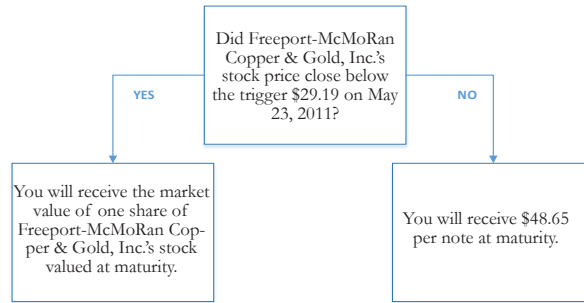 Did Freeport-McMoRan
Copper & Gold, Inc.'s
stock price close below
the trigger $29.19 on May
23, 2011?
YES
NO
You will receive the market
value of one share of
Freeport-McMoRan Cop-
per & Gold, Inc.'s stock
valued at maturity.
You will receive $48.65
per note at maturity.